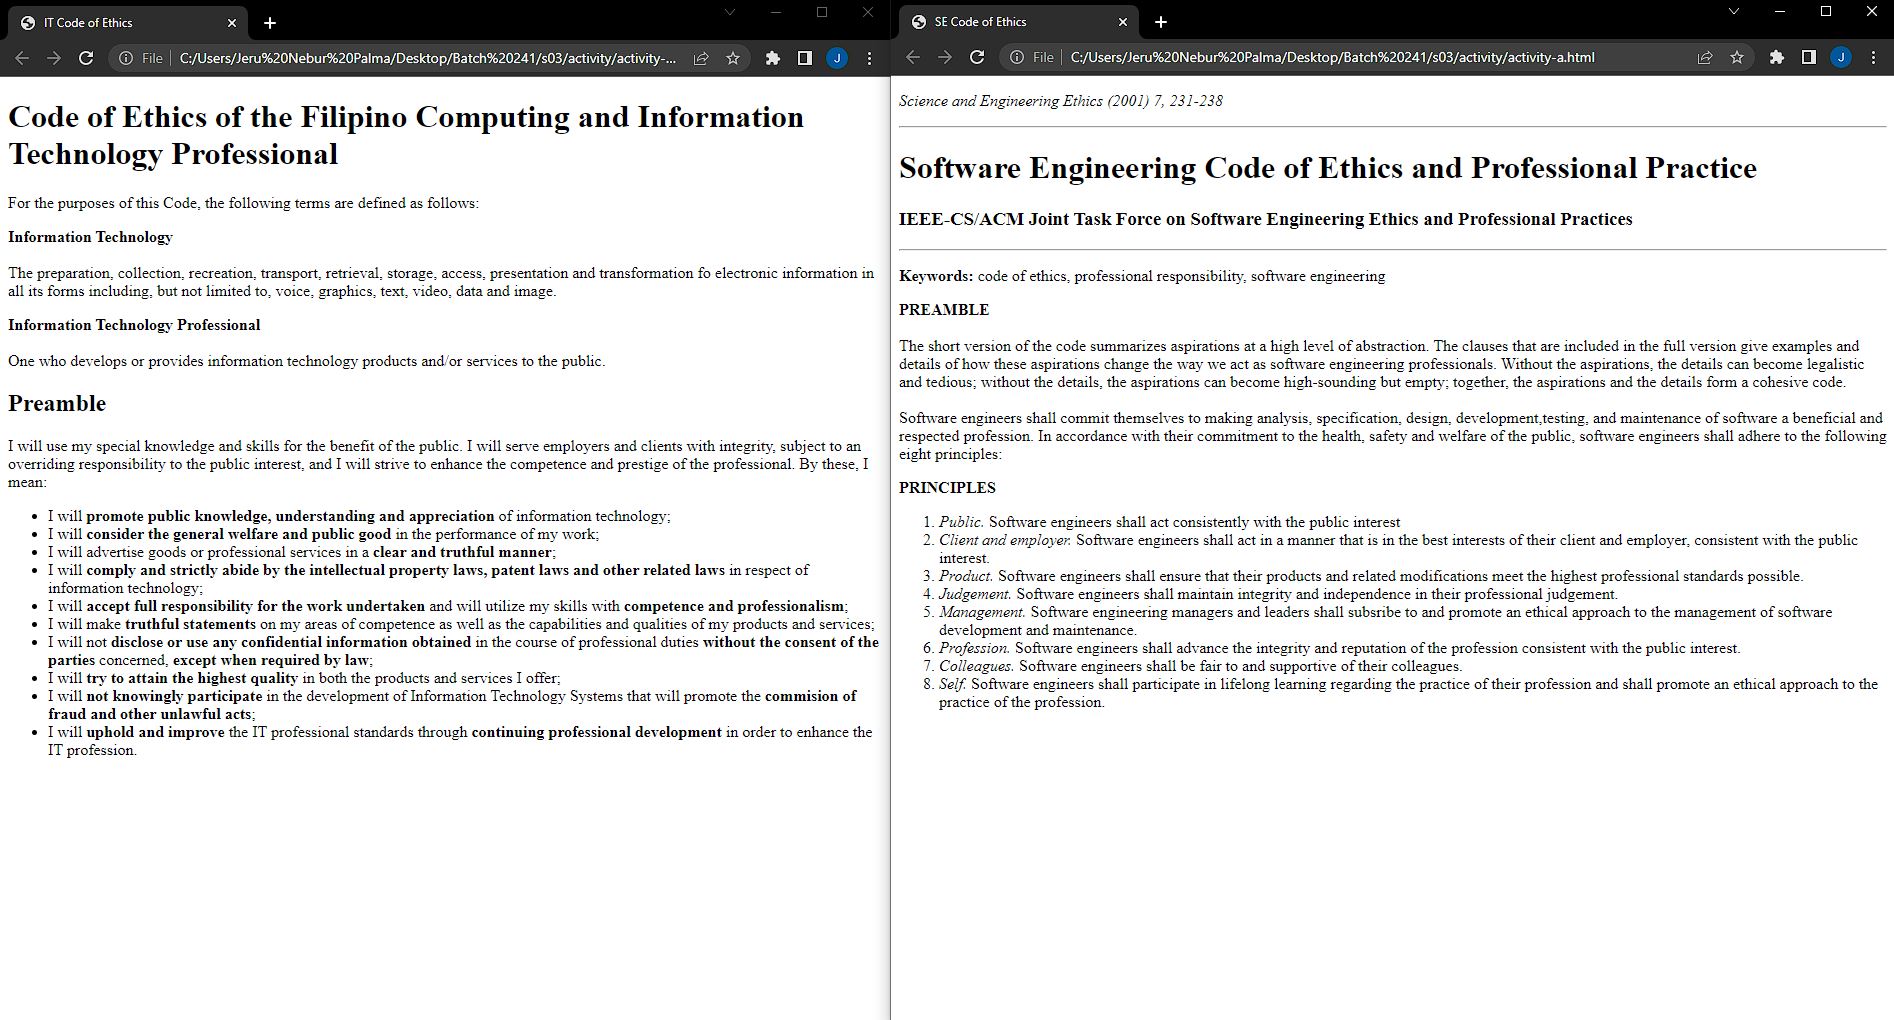 IT Code of Ethics
File
C:/Users/Jeru%20Nebur%20Palma/Desktop/Batch%20241/s03/activity/activity-...
J
Code of Ethics of the Filipino Computing and Information
Technology Professional
For the purposes of this Code, the following terms are defined as follows:
Information Technology
The preparation, collection, recreation, transport, retrieval, storage, access, presentation and transformation fo electronic information in
all its forms including, but not limited to, voice, graphics, text, video, data and image.
Information Technology Professional
One who develops or provides information technology products and/or services to the public.
Preamble
I will use my special knowledge and skills for the benefit of the public. I will serve employers and clients with integrity, subject to an
overriding responsibility to the public interest, and I will strive to enhance the competence and prestige of the professional. By these, I
mean:
• I will promote public knowledge, understanding and appreciation of information technology;
• I will consider the general welfare and public good in the performance of my work;
• I will advertise goods or professional services in a clear and truthful manner;
• I will comply and strictly abide by the intellectual property laws, patent laws and other related laws in respect of
information technology;
• I will accept full responsibility for the work undertaken and will utilize my skills with competence and professionalism;
• I will make truthful statements on my areas of competence as well as the capabilities and qualities of my products and services;
• I will not disclose or use any confidential information obtained in the course of professional duties without the consent of the
parties concerned, except when required by law;
• I will try to attain the highest quality in both the products and services I offer;
• I will not knowingly participate in the development of Information Technology Systems that will promote the commision of
fraud and other unlawful acts;
• I will uphold and improve the IT professional standards through continuing professional development in order to enhance the
IT profession.
SE Code of Ethics
File
C:/Users/Jeru%20Nebur%20Palma/Desktop/Batch%20241/s03/activity/activity-a.html
J
Science and Engineering Ethics (2001) 7, 231-238
Software Engineering Code of Ethics and Professional Practice
IEEE-CS/ACM Joint Task Force on Software Engineering Ethics and Professional Practices
Keywords: code of ethics, professional responsibility, software engineering
PREAMBLE
The short version of the code summarizes aspirations at a high level of abstraction. The clauses that are included in the full version give examples and
details of how these aspirations change the way we act as software engineering professionals. Without the aspirations, the details can become legalistic
and tedious; without the details, the aspirations can become high-sounding but empty; together, the aspirations and the details form a cohesive code.
Software engineers shall commit themselves to making analysis, specification, design, development,testing, and maintenance of software a beneficial and
respected profession. In accordance with their commitment to the health, safety and welfare of the public, software engineers shall adhere to the following
eight principles:
PRINCIPLES
1. Public. Software engineers shall act consistently with the public interest
2. Client and employer. Software engineers shall act in a manner that is in the best interests of their client and employer, consistent with the public
interest.
3. Product. Software engineers shall ensure that their products and related modifications meet the highest professional standards possible.
4. Judgement. Software engineers shall maintain integrity and independence in their professional judgement.
5. Management. Software engineering managers and leaders shall subsribe to and promote an ethical approach to the management of software
development and maintenance.
6. Profession. Software engineers shall advance the integrity and reputation of the profession consistent with the public interest.
7. Colleagues. Software engineers shall be fair to and supportive of their colleagues.
8. Self. Software engineers shall participate in lifelong learning regarding the practice of their profession and shall promote an ethical approach to the
practice of the profession.